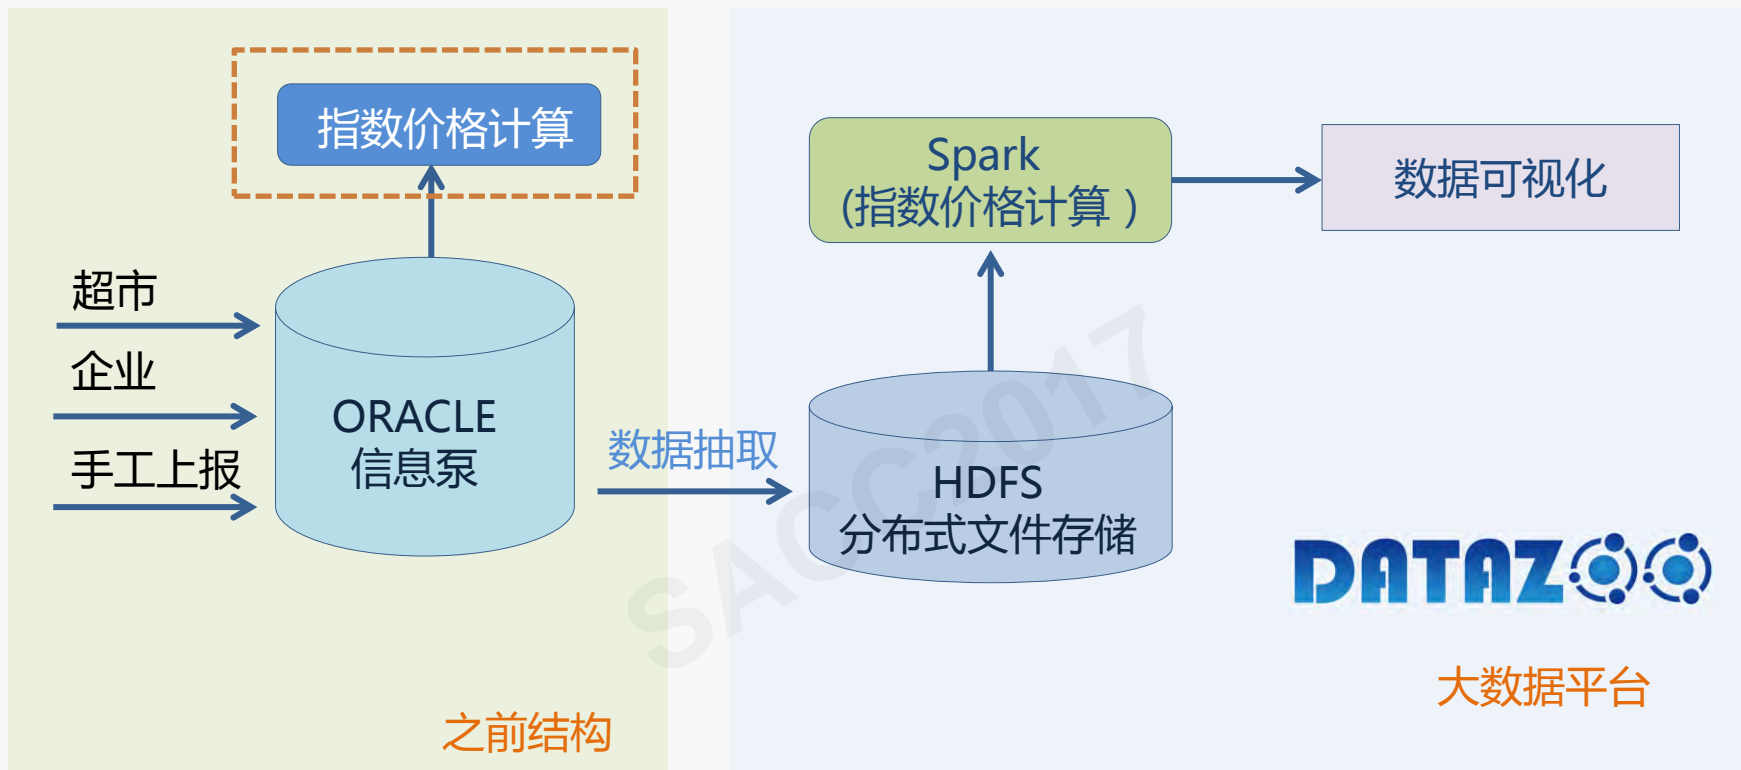 指数价格计算
超市
企业
手工上报
ORACLE
信息泵
之前结构
数据抽取
Spark
(指数价格计算）
数据可视化
HDFS
分布式文件存储
DATAZOO
大数据平台
SACC2017